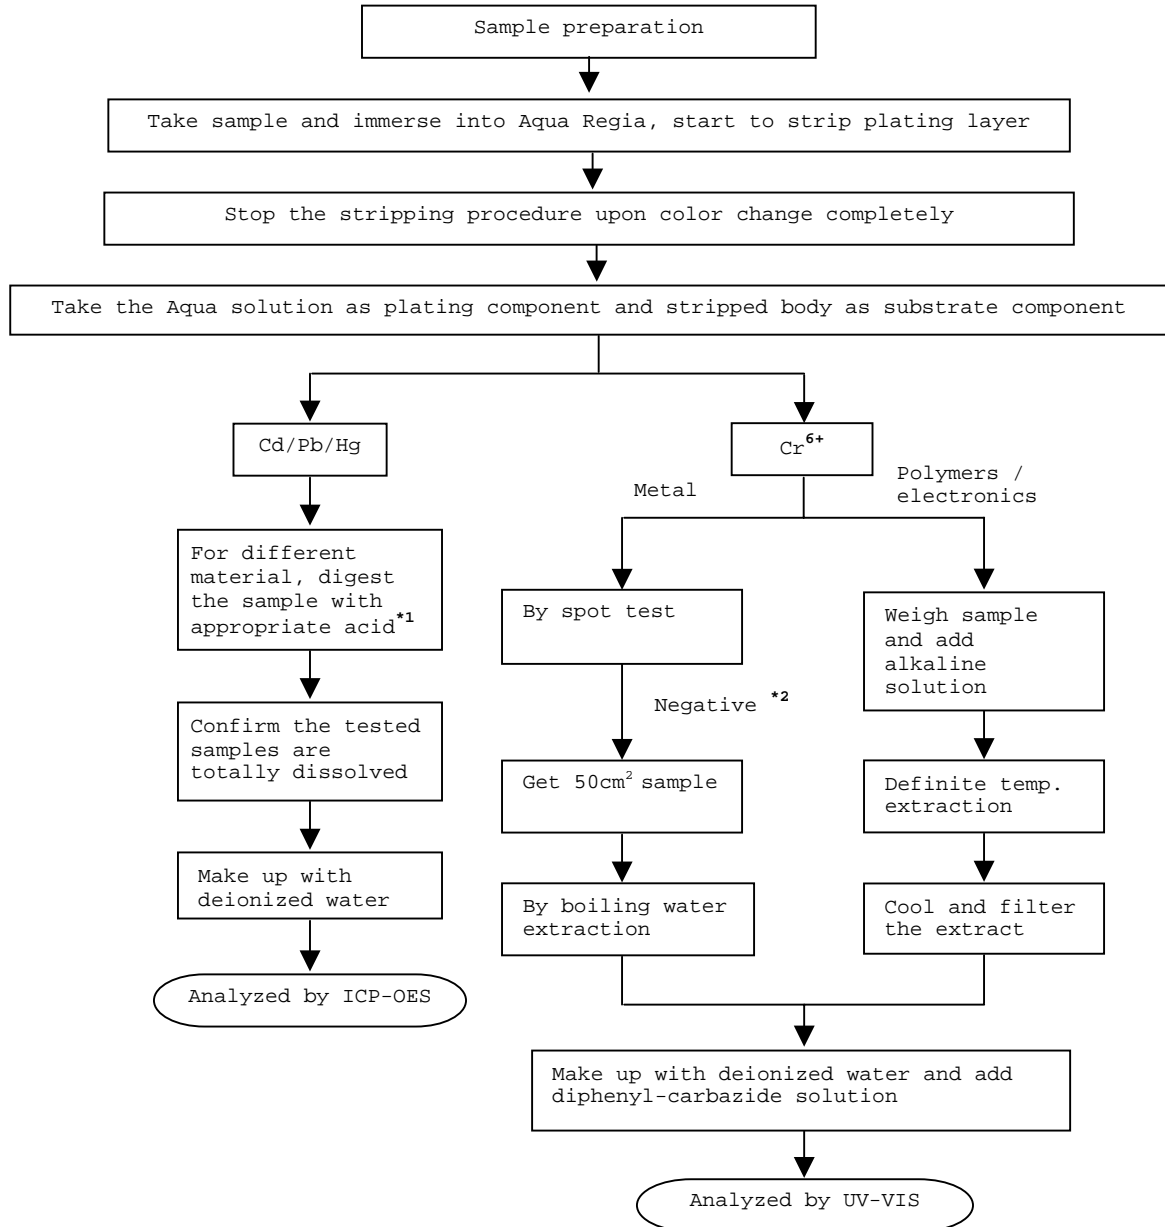 Sample preparation
Take sample and immerse into Aqua Regia, start to strip plating layer
Stop the stripping procedure upon color change completely
Take the Aqua solution as plating component and stripped body as substrate component
Cd/Pb/Hg
For different
material, digest
the sample with
appropriate acid*1
Confirm the tested
samples are
totally dissolved
Make up with
deionized water
Analyzed by ICP-OES
Cr6+
Metal
By spot test
Negative *2
Get 50cm2 sample
By boiling water
extraction
Polymers /
electronics
Weigh sample
and add
alkaline
solution
Definite temp.
extraction
Cool and filter
the extract
Make up with deionized water and add
diphenyl-carbazide solution
Analyzed by UV-VIS